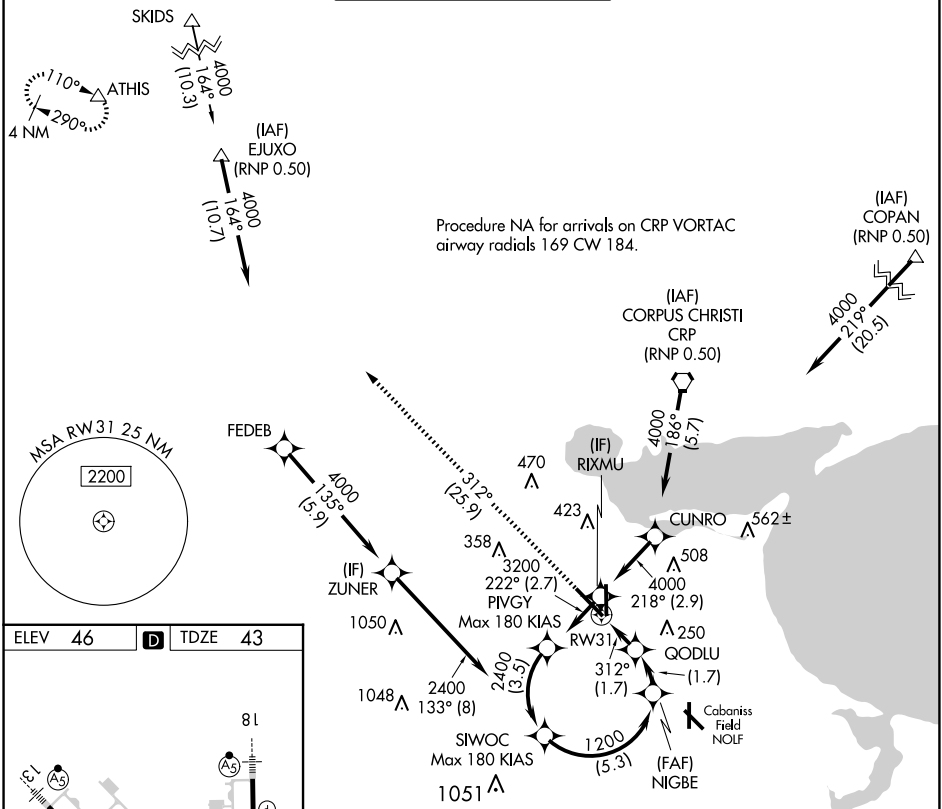 SKIDS
4000
164°
(10.3)
110°
ATHIS
290°
4 NM
(IAF)
EJUXO
(RNP 0.50)
4000
164°
(10.7)
Procedure NA for arrivals on CRP VORTAC
airway radials 169 CW 184.
(IAF)
COPAN
(RNP 0.50)
4000
219°
(20.5)
(IAF)
CORPUS CHRISTI
CRP
(RNP 0.50)
4000
186°
(5.7)
MSA RW31 25 NM
2200
FEDEB
4000
135°
(5.9)
312°
(25.9)
(IF)
RIXMU
470
423
CUNRO
562 ±
358
508
(IF)
ZUNER
3200
222° (2.7)
4000
218° (2.9)
PIVGY
Max 180 KIAS
1050
RW31
250
QODLU
312°
(1.7)
(1.7)
2400
(3.5)
1048
2400
133° (8)
Cabaniss
Field
NOLF
SIWOC
Max 180 KIAS
1200
(5.3)
(FAF)
NIGBE
1051
ELEV 46
D
TDZE 43
18
A5
13
A5